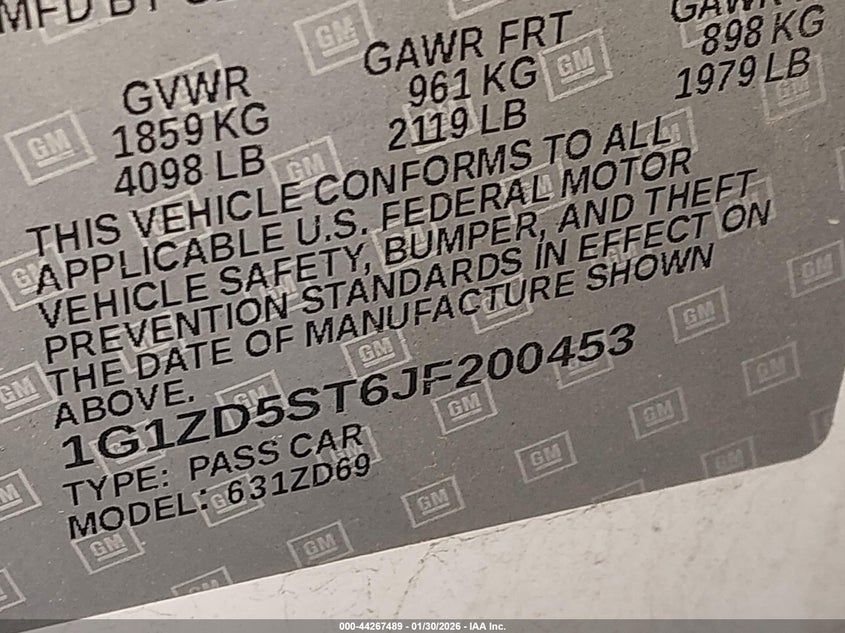 MFD BY
GVWR
1859 KG
4098 LB
GAWR FRT
961 KG
2119 LB
898 KG
1979 LB
THIS VEHICLE CONFORMS TO ALL
APPLICABLE U.S. FEDERAL MOTOR
VEHICLE SAFETY, BUMPER, AND THEFT
PREVENTION STANDARDS IN EFFECT ON
THE DATE OF MANUFACTURE SHOWN
ABOVE.
1G1ZD5ST6JF200453
TYPE: PASS CAR
MODEL: 631ZD69
GM
000-44267489 - 01/30/2026 - IAA Inc.